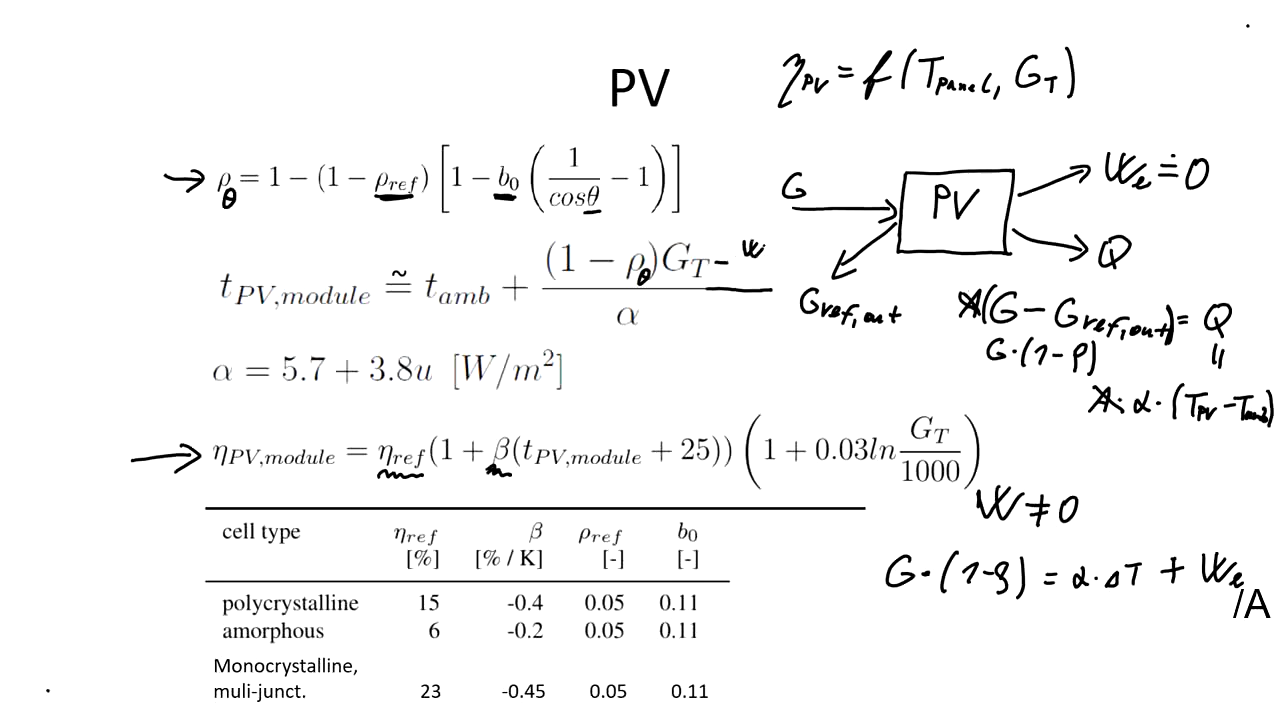 PV
η_PV = f(T_panel, G_T)
ρ_θ = 1 − (1 − ρ_ref) [1 − b_0 (1/cosθ − 1)]
G
PV
Ẇ_e ≐ 0
Q̇
G_ref,out
t_PV,module ≅ t_amb + ((1 − ρ_θ)G_T - Ẇ)/α
A(G − G_ref,out) = Q̇
G·(1-ρ)
=
A·α·(T_PV - T_amb)
α = 5.7 + 3.8u [W/m²]
η_PV,module = η_ref(1 + β(t_PV,module + 25)) (1 + 0.03ln G_T/1000)
Ẇ ≠ 0
G·(1-ρ) = α·ΔT + Ẇ_e
/A
cell type η_ref β ρ_ref b_0
[%] [% / K] [-] [-]
polycrystalline 15 -0.4 0.05 0.11
amorphous 6 -0.2 0.05 0.11
Monocrystalline,
muli-junct. 23 -0.45 0.05 0.11